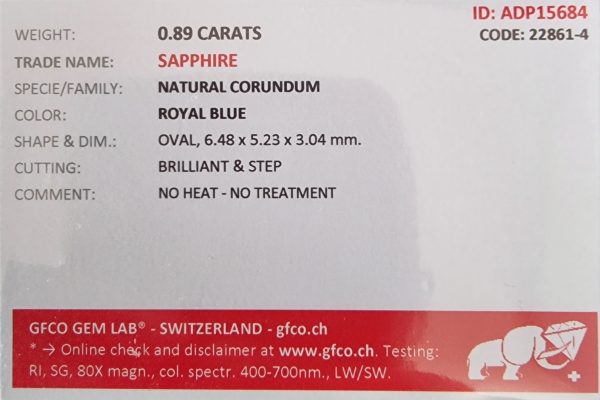 ID: ADP15684
WEIGHT: 0.89 CARATS CODE: 22861-4
TRADE NAME: SAPPHIRE
SPECIE/FAMILY: NATURAL CORUNDUM
COLOR: ROYAL BLUE
SHAPE & DIM.: OVAL, 6.48 x 5.23 x 3.04 mm.
CUTTING: BRILLIANT & STEP
COMMENT: NO HEAT - NO TREATMENT
GFCO GEM LAB® - SWITZERLAND - gfco.ch
* → Online check and disclaimer at www.gfco.ch. Testing:
RI, SG, 80X magn., col. spectr. 400-700nm., LW/SW.